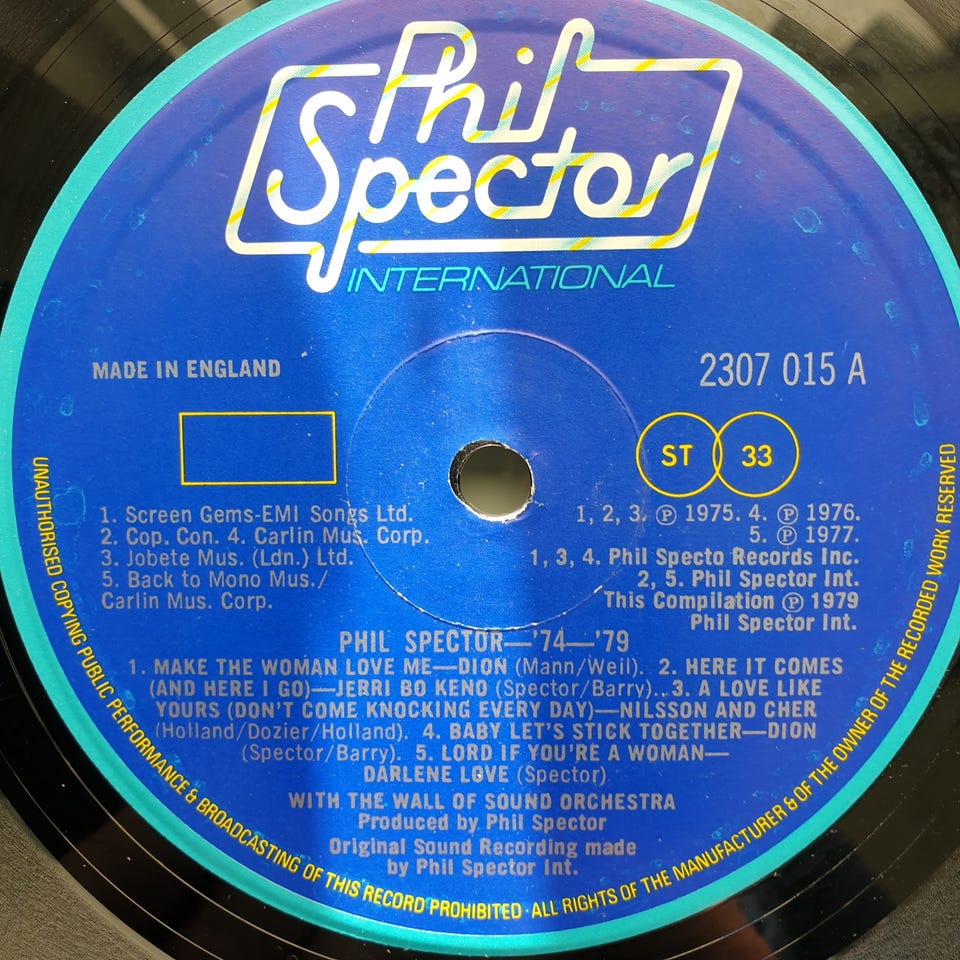 Phil
Spector
INTERNATIONAL
MADE IN ENGLAND
2307 015 A
ST 33
1. Screen Gems-EMI Songs Ltd.
2. Cop. Con. 4. Carlin Mus. Corp.
3. Jobete Mus. (Ldn.) Ltd.
5. Back to Mono Mus./
Carlin Mus. Corp.
1, 2, 3. Ⓟ 1975. 4. Ⓟ 1976.
5. Ⓟ 1977.
1, 3, 4. Phil Specto Records Inc.
2, 5. Phil Spector Int.
This Compilation Ⓟ 1979
Phil Spector Int.
PHIL SPECTOR—'74—'79
1. MAKE THE WOMAN LOVE ME—DION (Mann/Weil). 2. HERE IT COMES
(AND HERE I GO)—JERRI BO KENO (Spector/Barry).. 3. A LOVE LIKE
YOURS (DON'T COME KNOCKING EVERY DAY)—NILSSON AND CHER
(Holland/Dozier/Holland). 4. BABY LET'S STICK TOGETHER—DION
(Spector/Barry). 5. LORD IF YOU'RE A WOMAN—
DARLENE LOVE (Spector)
WITH THE WALL OF SOUND ORCHESTRA
Produced by Phil Spector
Original Sound Recording made
by Phil Spector Int.
UNAUTHORISED COPYING PUBLIC PERFORMANCE & BROADCASTING OF THIS RECORD PROHIBITED · ALL RIGHTS OF THE MANUFACTURER & OF THE OWNER OF THE RECORDED WORK RESERVED